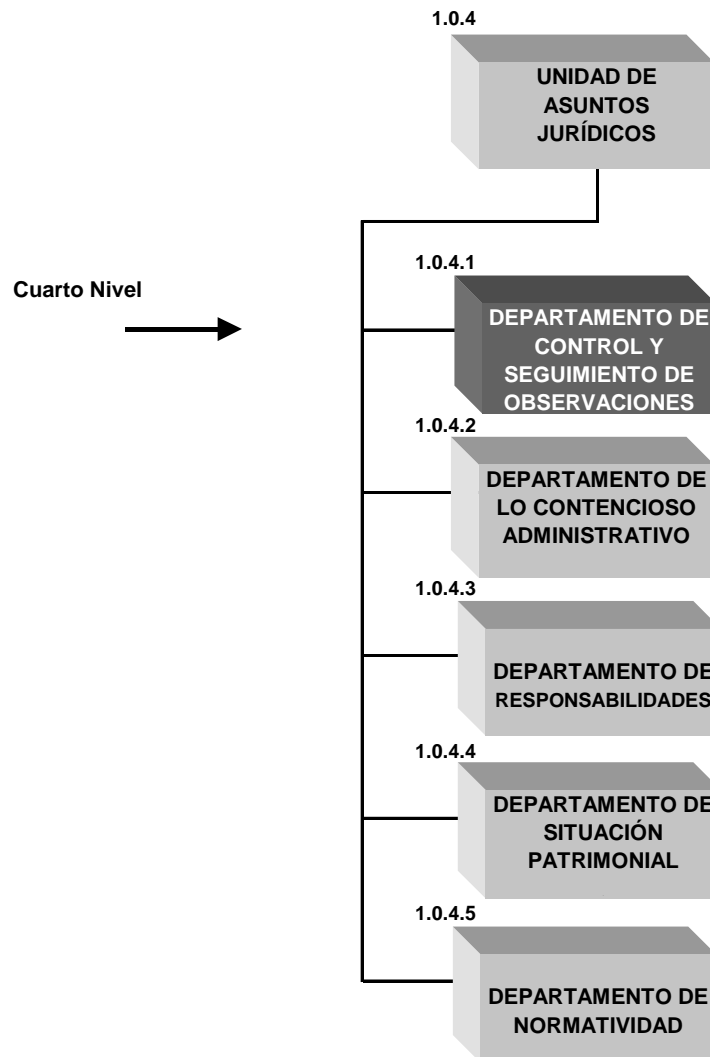 1.0.4
UNIDAD DE
ASUNTOS
JURÍDICOS
1.0.4.1
Cuarto Nivel
DEPARTAMENTO DE
CONTROL Y
SEGUIMIENTO DE
OBSERVACIONES
1.0.4.2
DEPARTAMENTO DE
LO CONTENCIOSO
ADMINISTRATIVO
1.0.4.3
DEPARTAMENTO DE
RESPONSABILIDADES
1.0.4.4
DEPARTAMENTO DE
SITUACIÓN
PATRIMONIAL
1.0.4.5
DEPARTAMENTO DE
NORMATIVIDAD